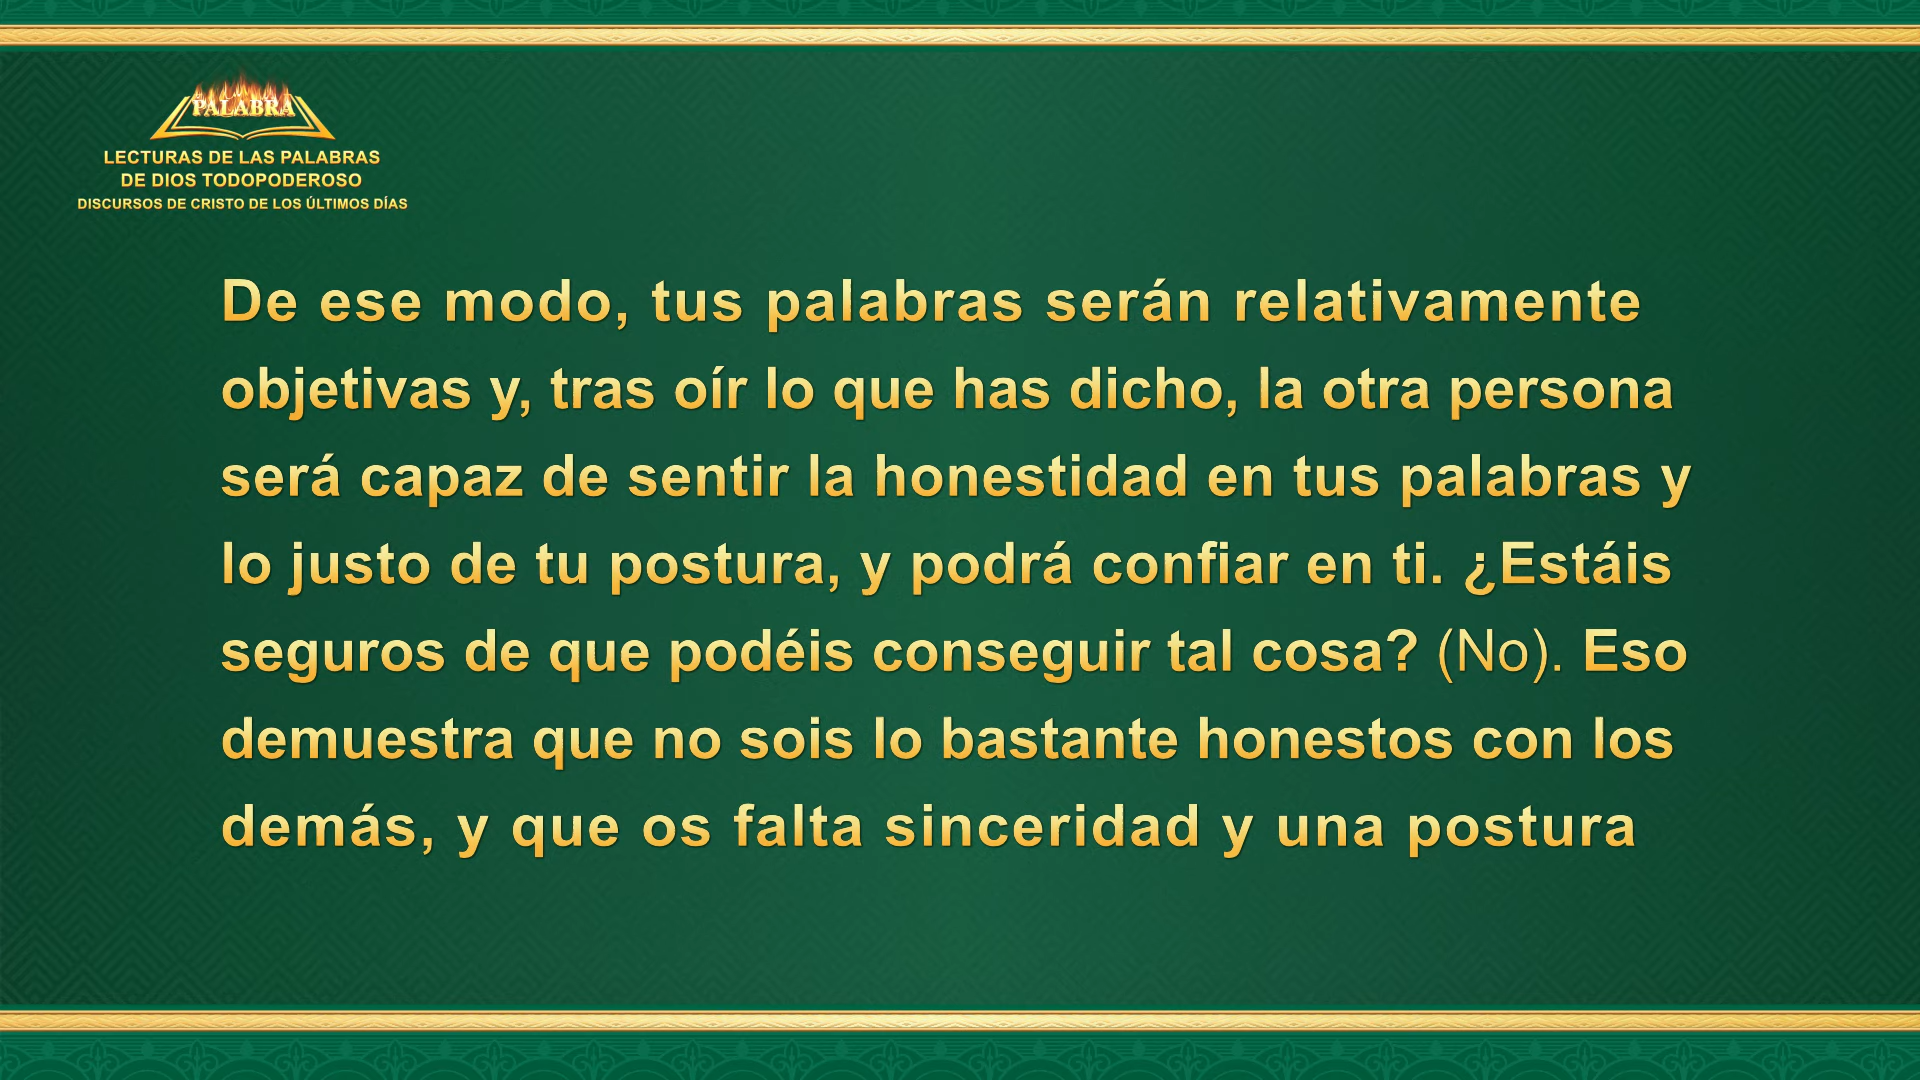 PALABRA
LECTURAS DE LAS PALABRAS
DE DIOS TODOPODEROSO
DISCURSOS DE CRISTO DE LOS ÚLTIMOS DÍAS
De ese modo, tus palabras serán relativamente
objetivas y, tras oír lo que has dicho, la otra persona
será capaz de sentir la honestidad en tus palabras y
lo justo de tu postura, y podrá confiar en ti. ¿Estáis
seguros de que podéis conseguir tal cosa? (No). Eso
demuestra que no sois lo bastante honestos con los
demás, y que os falta sinceridad y una postura